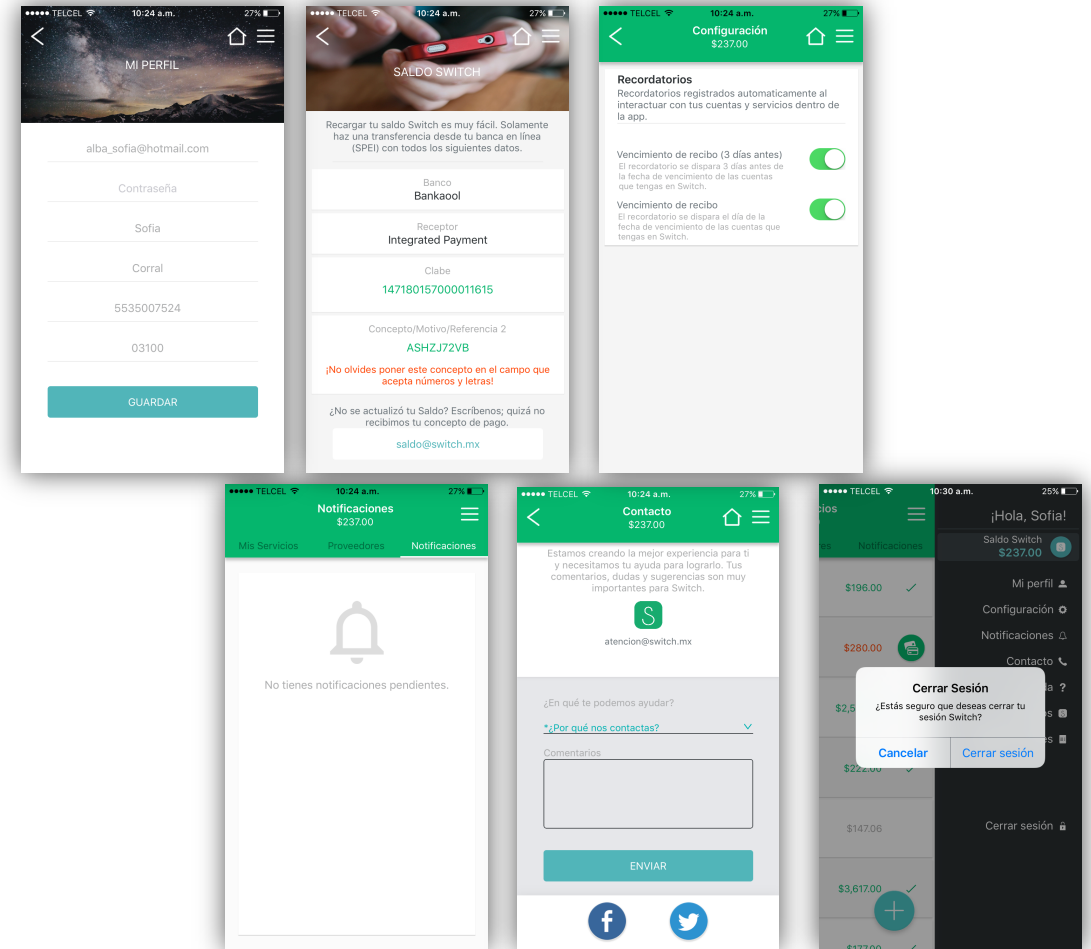 TELCEL 10:24 a.m. 27%
MI PERFIL
alba_sofia@hotmail.com
Contraseña
Sofia
Corral
5535007524
03100
GUARDAR
TELCEL 10:24 a.m. 27%
SALDO SWITCH
Recargar tu saldo Switch es muy fácil. Solamente
haz una transferencia desde tu banca en línea
(SPEI) con todos los siguientes datos.
Banco
Bankaool
Receptor
Integrated Payment
Clabe
147180157000011615
Concepto/Motivo/Referencia 2
ASHZJ72VB
¡No olvides poner este concepto en el campo que
acepta números y letras!
¿No se actualizó tu Saldo? Escríbenos; quizá no
recibimos tu concepto de pago.
saldo@switch.mx
TELCEL 10:24 a.m. 27%
Configuración
$237.00
Recordatorios
Recordatorios registrados automaticamente al
interactuar con tus cuentas y servicios dentro de
la app.
Vencimiento de recibo (3 días antes)
El recordatorio se dispara 3 días antes de
la fecha de vencimiento de las cuentas
que tengas en Switch.
Vencimiento de recibo
El recordatorio se dispara el día de la
fecha de vencimiento de las cuentas que
tengas en Switch.
TELCEL 10:24 a.m. 27%
Notificaciones
$237.00
Mis Servicios Proveedores Notificaciones
No tienes notificaciones pendientes.
TELCEL 10:24 a.m. 27%
Contacto
$237.00
Estamos creando la mejor experiencia para ti
y necesitamos tu ayuda para lograrlo. Tus
comentarios, dudas y sugerencias son muy
importantes para Switch.
S
atencion@switch.mx
¿En qué te podemos ayudar?
*¿Por qué nos contactas?
Comentarios
ENVIAR
TELCEL 10:30 a.m. 25%
cios
es Notificaciones
$196.00
$280.00
$2,5
$222.00
$147.06
$3,617.00
$177.00
¡Hola, Sofia!
Saldo Switch
$237.00
Mi perfil
Configuración
Notificaciones
Contacto
da ?
os
es
Cerrar Sesión
¿Estás seguro que deseas cerrar tu
sesión Switch?
Cancelar Cerrar sesión
Cerrar sesión